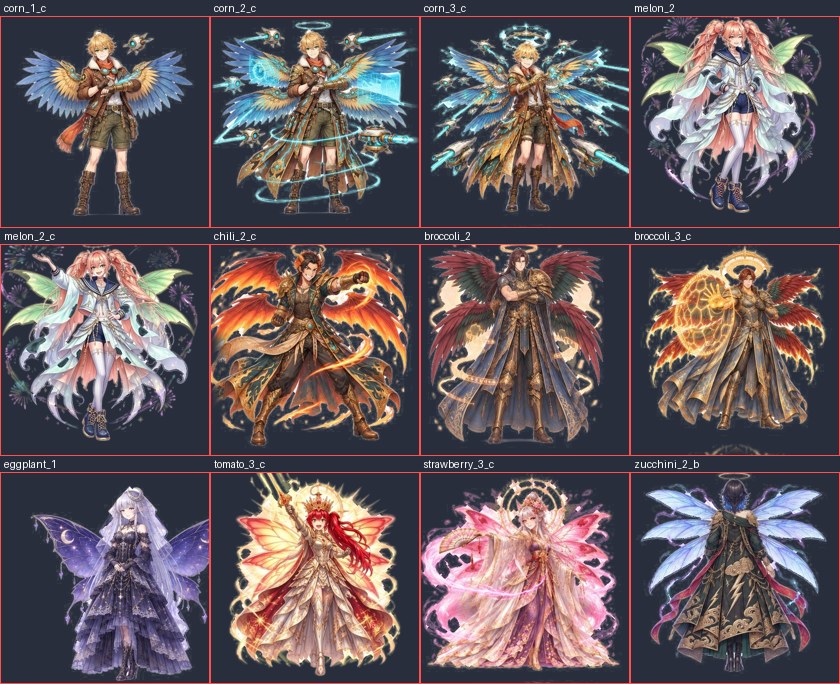 corn_1_c
corn_2_c
corn_3_c
melon_2
melon_2_c
chili_2_c
broccoli_2
broccoli_3_c
eggplant_1
tomato_3_c
strawberry_3_c
zucchini_2_b